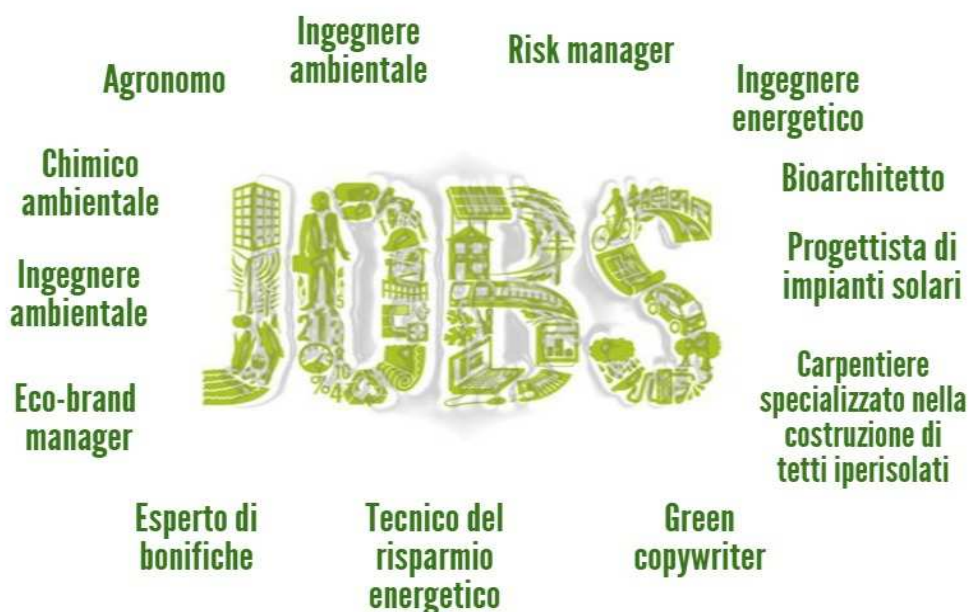 Ingegnere
ambientale
Risk manager
Agronomo
Ingegnere
energetico
Chimico
ambientale
Bioarchitetto
Progettista di
impianti solari
Ingegnere
ambientale
JOBS
Carpentiere
specializzato nella
costruzione di
tetti iperisolati
Eco-brand
manager
Esperto di
bonifiche
Tecnico del
risparmio
energetico
Green
copywriter